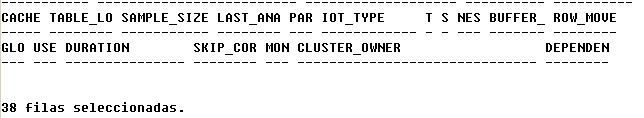 ----- -------- ----------- -------- --- ------------ - - --- ------- --------
CACHE TABLE_LO SAMPLE_SIZE LAST_ANA PAR IOT_TYPE     T S NES BUFFER_ ROW_MOVE
----- -------- ----------- -------- --- ------------ - - --- ------- --------
GLO USE DURATION        SKIP_COR MON CLUSTER_OWNER                  DEPENDEN
--- --- --------------- -------- --- ------------------------------ --------
38 filas seleccionadas.